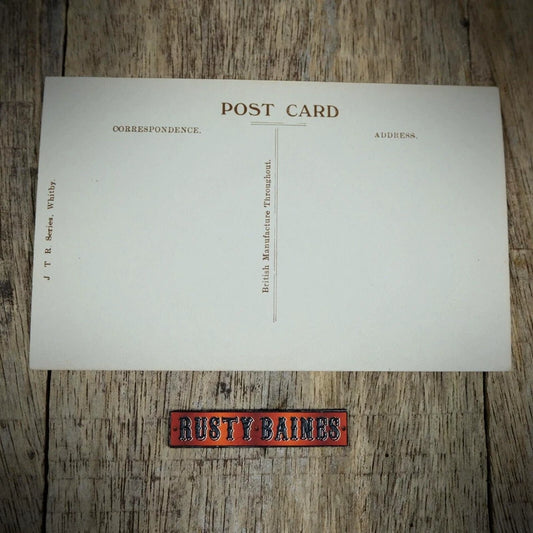 POST CARD
CORRESPONDENCE.
ADDRESS.
J T R. Series, Whitby.
British Manufacture Throughout.
RUSTY·BAINES